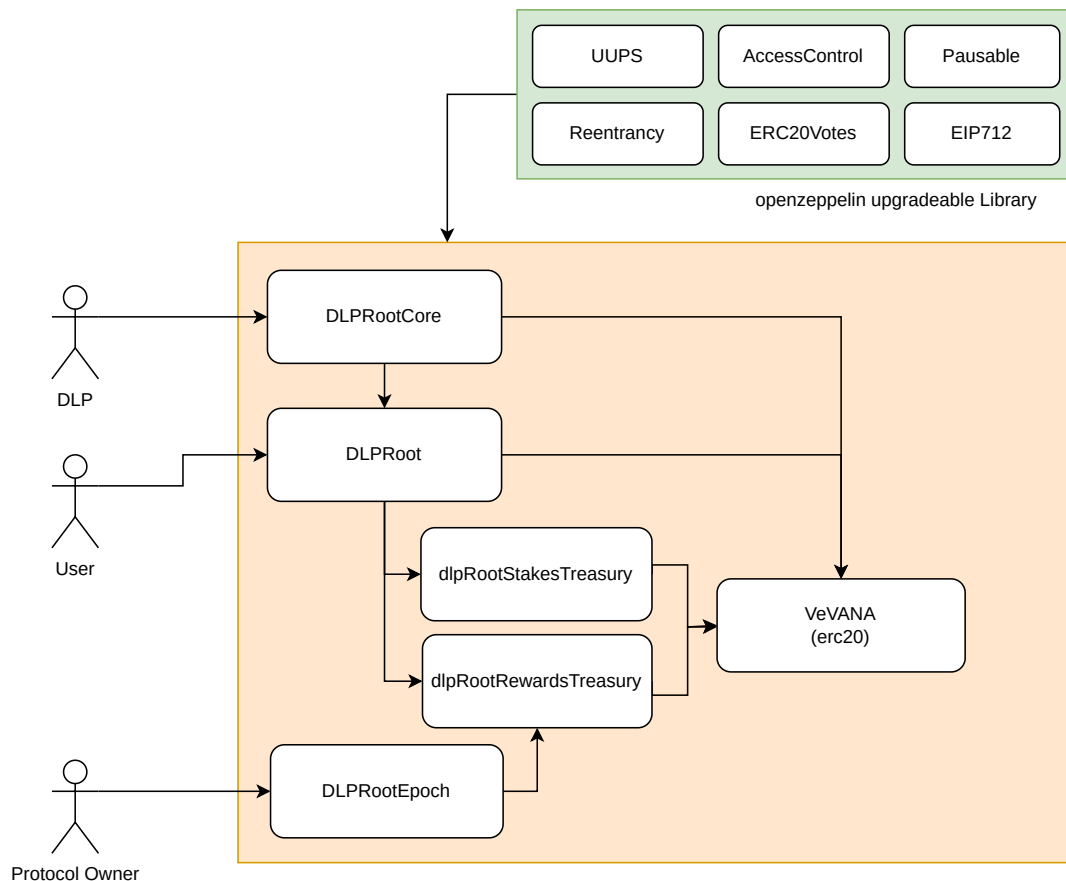 UUPS
AccessControl
Pausable
Reentrancy
ERC20Votes
EIP712
openzeppelin upgradeable Library
DLPRootCore
DLP
DLPRoot
User
dlpRootStakesTreasury
VeVANA
(erc20)
dlpRootRewardsTreasury
DLPRootEpoch
Protocol Owner